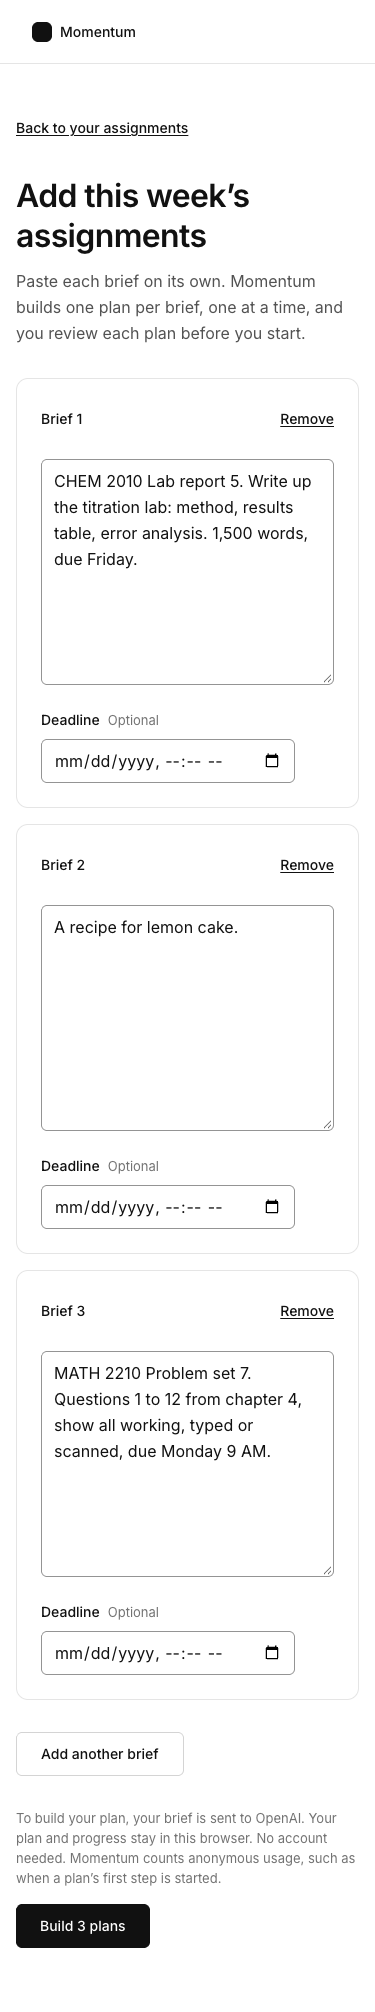 Momentum
Back to your assignments
Add this week’s
assignments
Paste each brief on its own. Momentum
builds one plan per brief, one at a time, and
you review each plan before you start.
Brief 1 Remove
CHEM 2010 Lab report 5. Write up
the titration lab: method, results
table, error analysis. 1,500 words,
due Friday.
Deadline Optional
mm/dd/yyyy, --:-- --
Brief 2 Remove
A recipe for lemon cake.
Deadline Optional
mm/dd/yyyy, --:-- --
Brief 3 Remove
MATH 2210 Problem set 7.
Questions 1 to 12 from chapter 4,
show all working, typed or
scanned, due Monday 9 AM.
Deadline Optional
mm/dd/yyyy, --:-- --
Add another brief
To build your plan, your brief is sent to OpenAI. Your
plan and progress stay in this browser. No account
needed. Momentum counts anonymous usage, such as
when a plan’s first step is started.
Build 3 plans